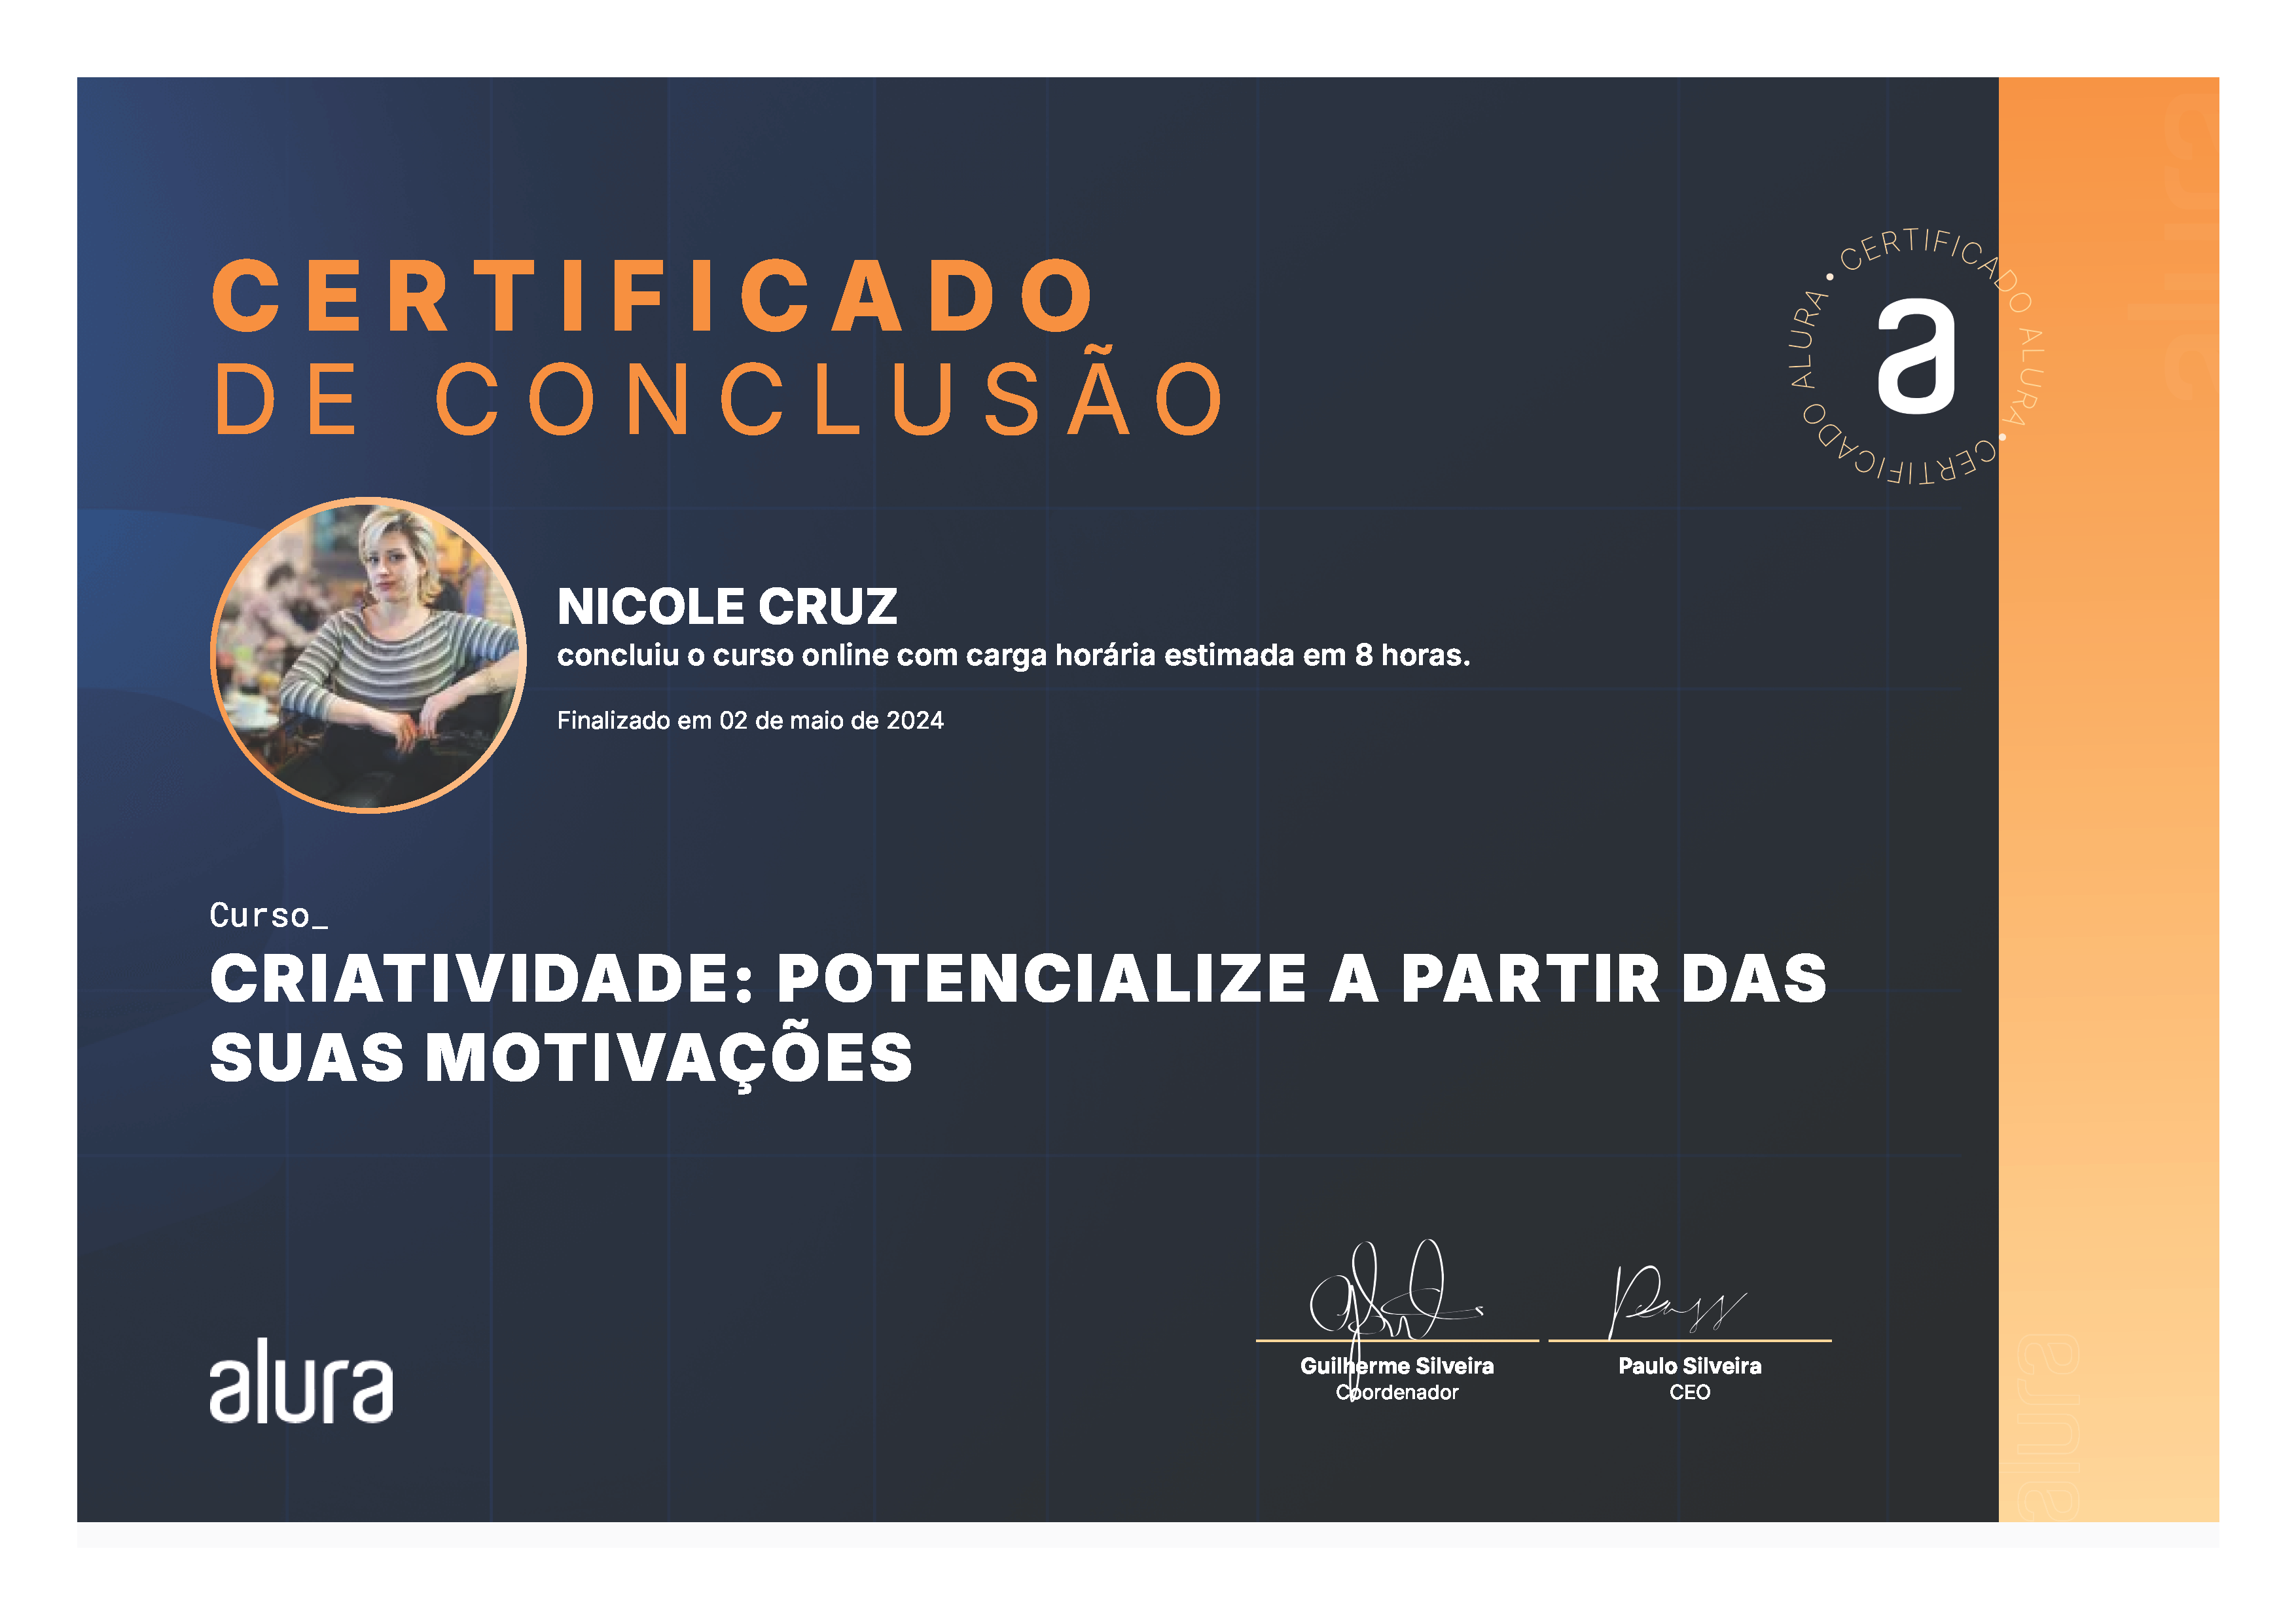 CERTIFICADO
DE CONCLUSÃO
CERTIFICADO ALURA • CERTIFICADO ALURA •
a
NICOLE CRUZ
concluiu o curso online com carga horária estimada em 8 horas.
Finalizado em 02 de maio de 2024
Curso_
CRIATIVIDADE: POTENCIALIZE A PARTIR DAS
SUAS MOTIVAÇÕES
Guilherme Silveira
Coordenador
Paulo Silveira
CEO
alura
alura
alura